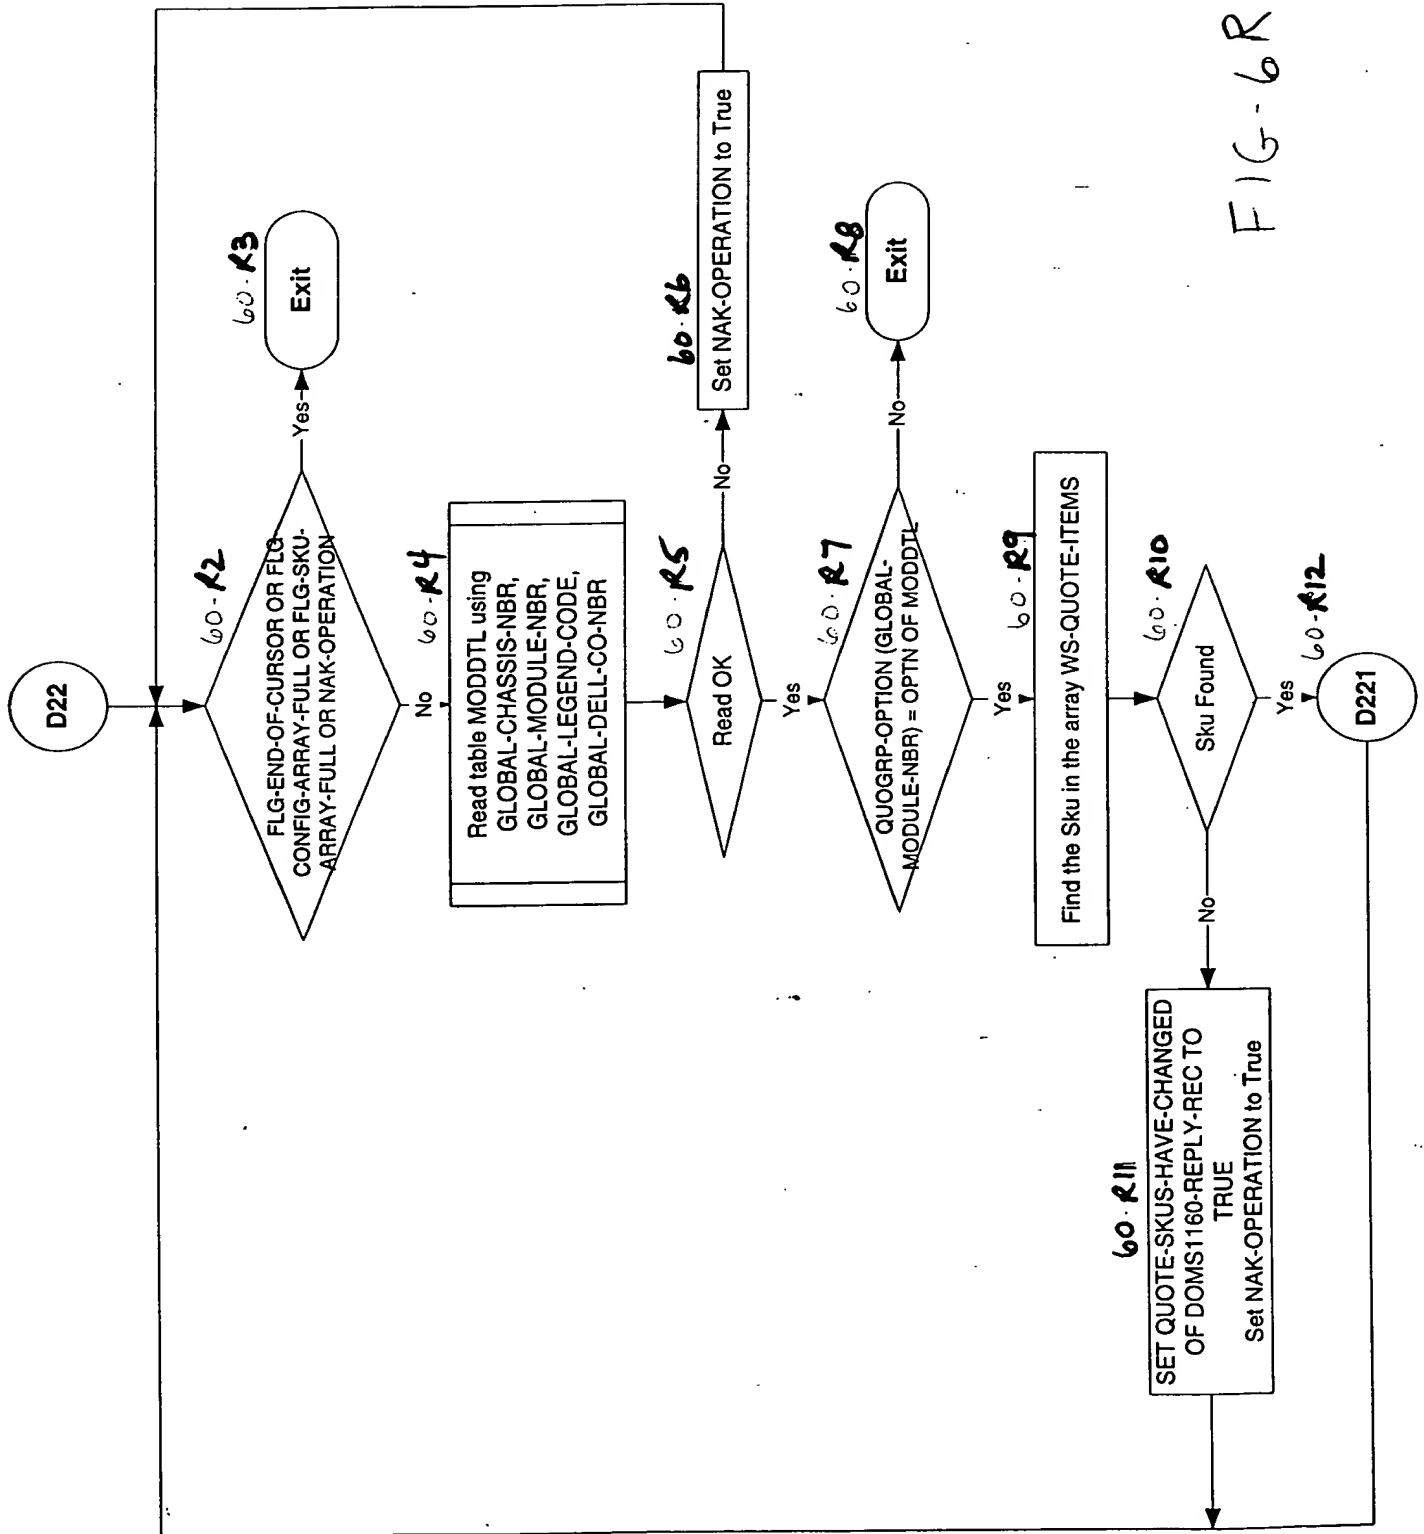 D22
60-R2
FLG-END-OF-CURSOR OR FLG
CONFIG-ARRAY-FULL OR FLG-SKU-
ARRAY-FULL OR NAK-OPERATION
Yes
60-R3
Exit
No
60-R4
Read table MODDTL using
GLOBAL-CHASSIS-NBR,
GLOBAL-MODULE-NBR,
GLOBAL-LEGEND-CODE,
GLOBAL-DELL-CO-NBR
60-R5
Read OK
No
60-R6
Set NAK-OPERATION to True
Yes
60-R7
QUOGRP-OPTION (GLOBAL-
MODULE-NBR) = OPTN OF MODDTL
No
60-R8
Exit
Yes
60-R9
Find the Sku in the array WS-QUOTE-ITEMS
60-R10
Sku Found
No
60-R11
SET QUOTE-SKUS-HAVE-CHANGED
OF DOMS1160-REPLY-REC TO
TRUE
Set NAK-OPERATION to True
Yes
60-R12
D221
FIG-6R